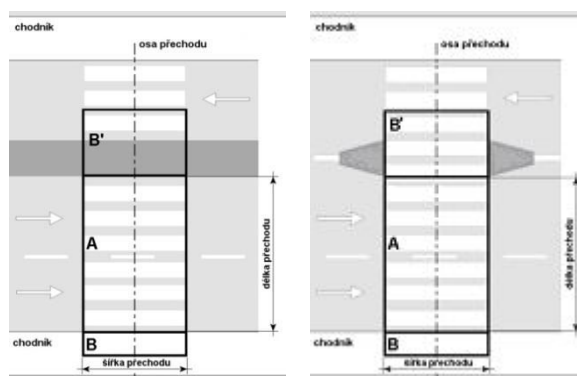 chodník
osa přechodu
B'
A
délka přechodu
chodník
B
šířka přechodu
chodník
osa přechodu
B'
A
délka přechodu
chodník
B
šířka přechodu